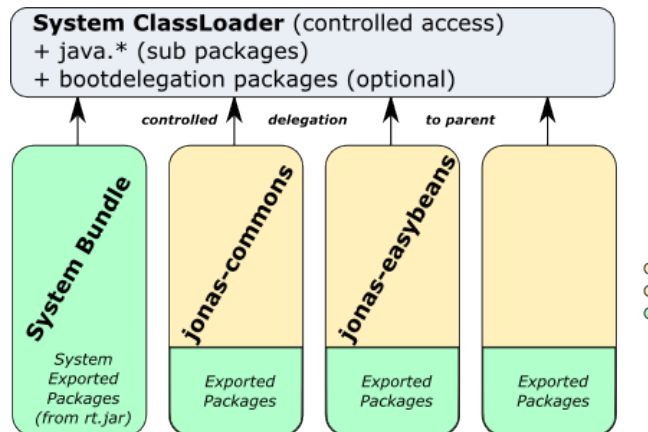 System ClassLoader (controlled access)
+ java.* (sub packages)
+ bootdelegation packages (optional)
controlled delegation to parent
System Bundle
jonas-commons
jonas-easybeans
System
Exported
Packages
(from rt.jar)
Exported
Packages
Exported
Packages
Exported
Packages